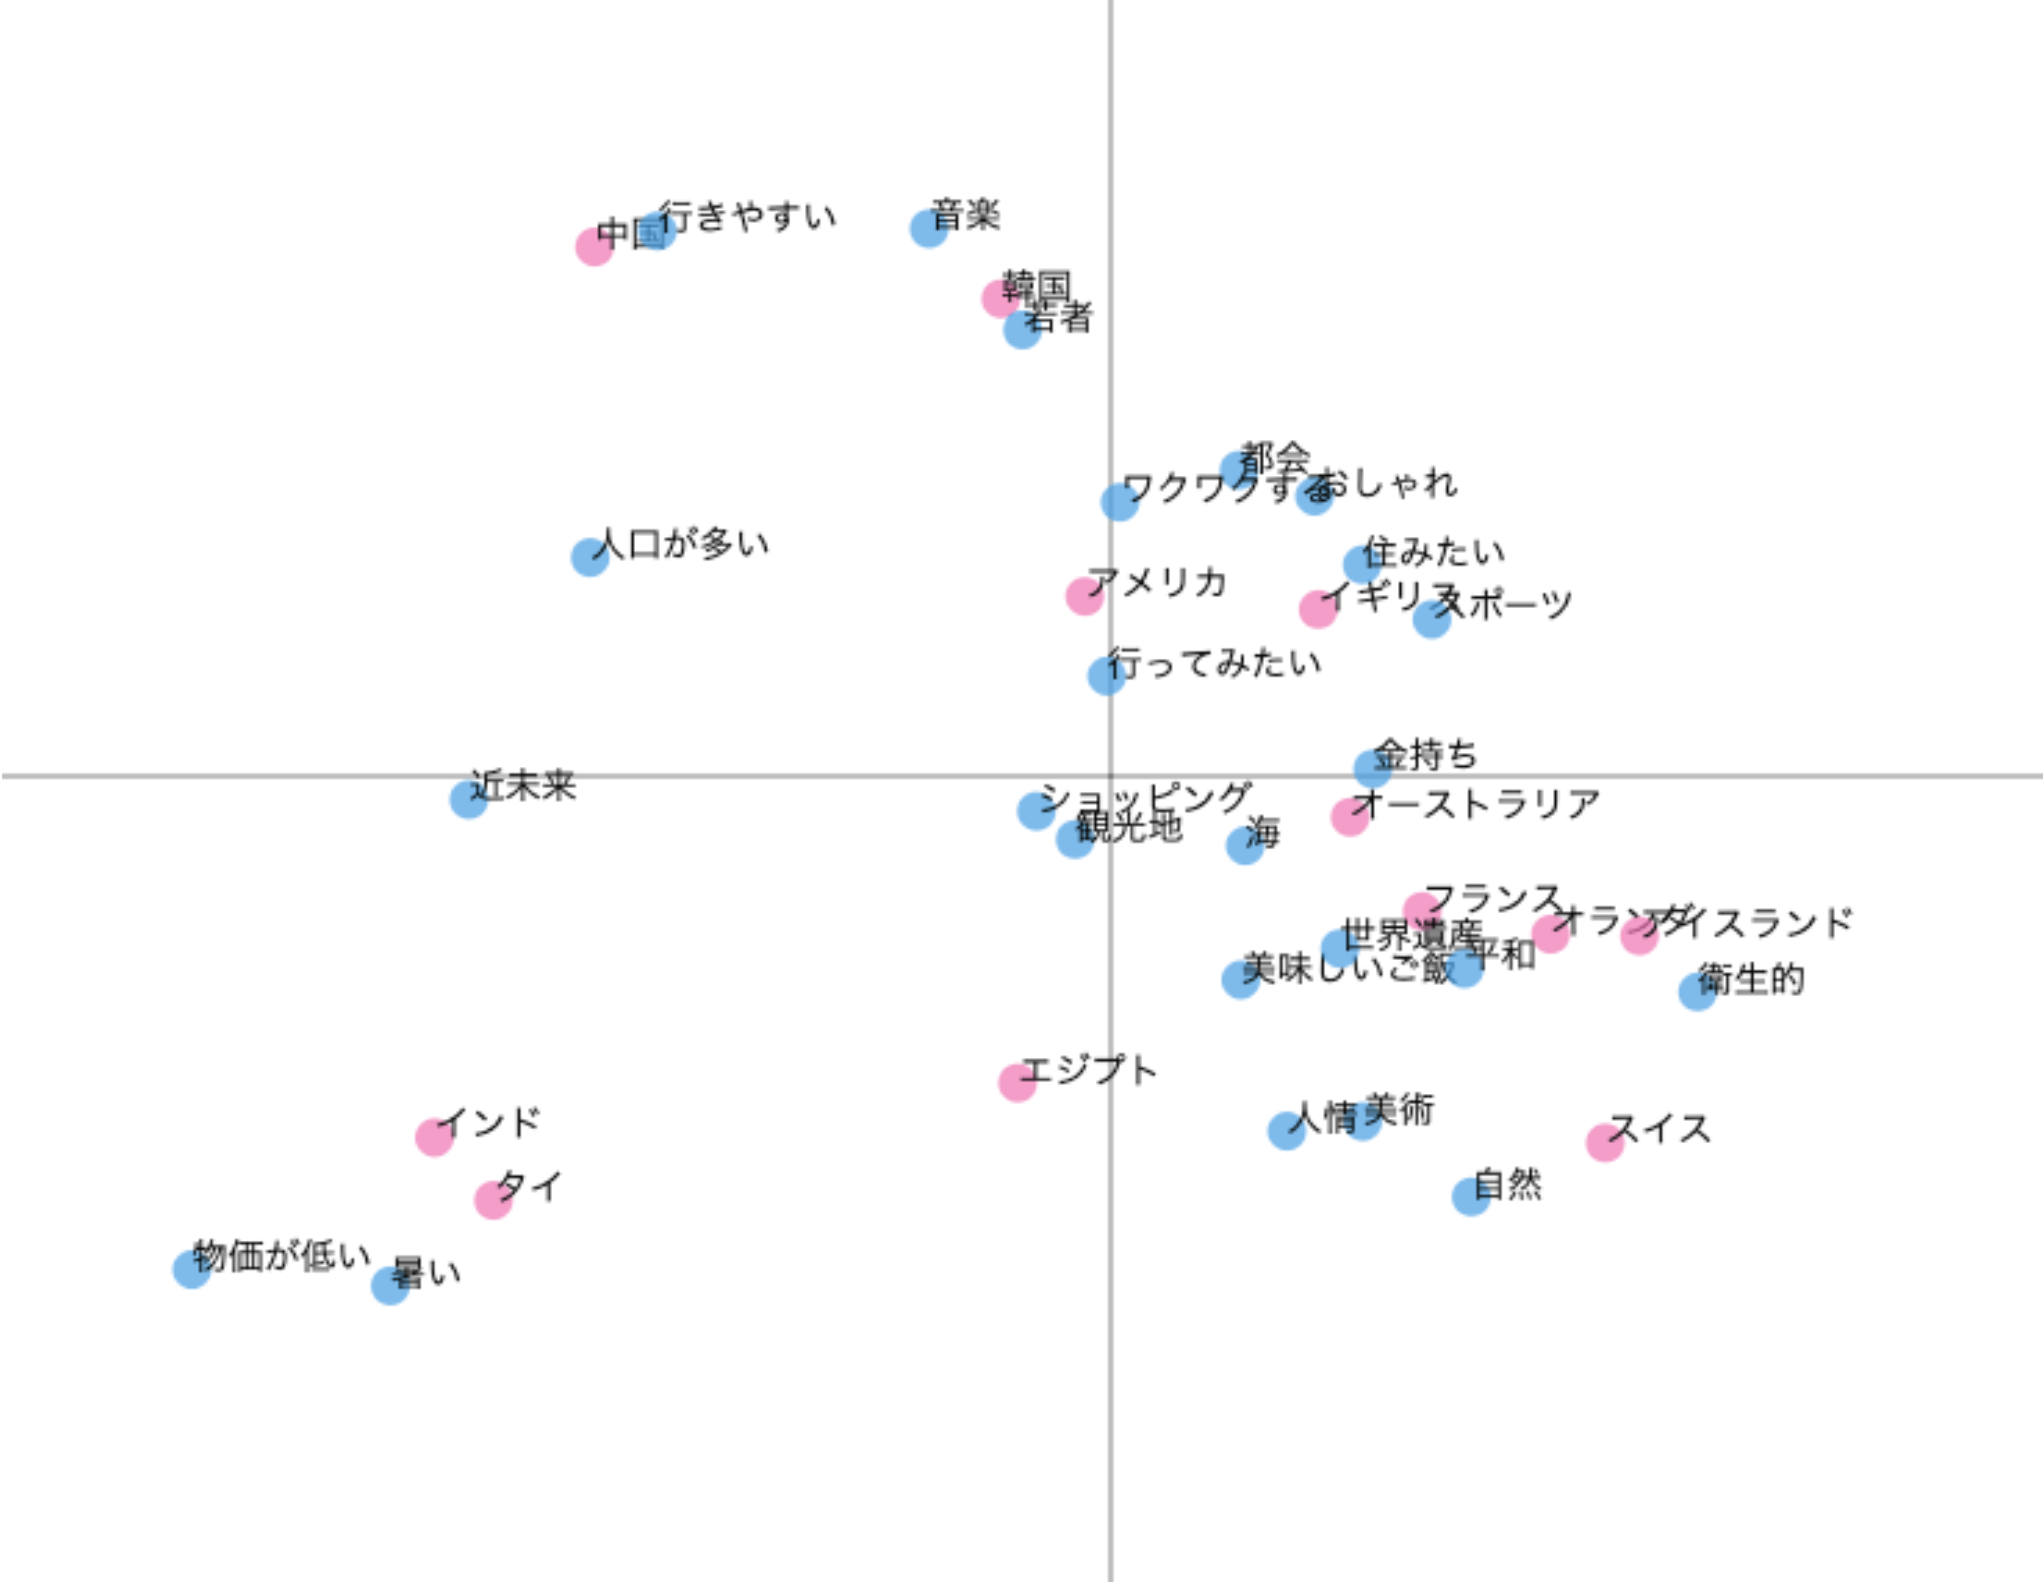 中国
行きやすい
音楽
韓国
若者
都会
ワクワクする
おしゃれ
人口が多い
住みたい
アメリカ
イギリス
スポーツ
行ってみたい
金持ち
近未来
ショッピング
オーストラリア
観光地
海
フランス
オランダ
アイスランド
世界遺産
平和
美味しいご飯
衛生的
エジプト
インド
人情
美術
スイス
タイ
自然
物価が低い
暑い